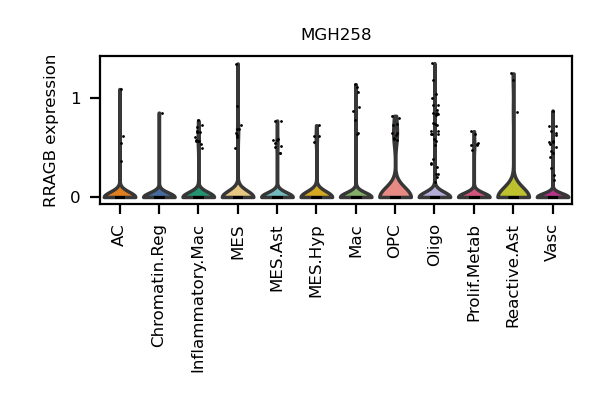 MGH258
RRAGB expression
1
0
AC
Chromatin.Reg
Inflammatory.Mac
MES
MES.Ast
MES.Hyp
Mac
OPC
Oligo
Prolif.Metab
Reactive.Ast
Vasc